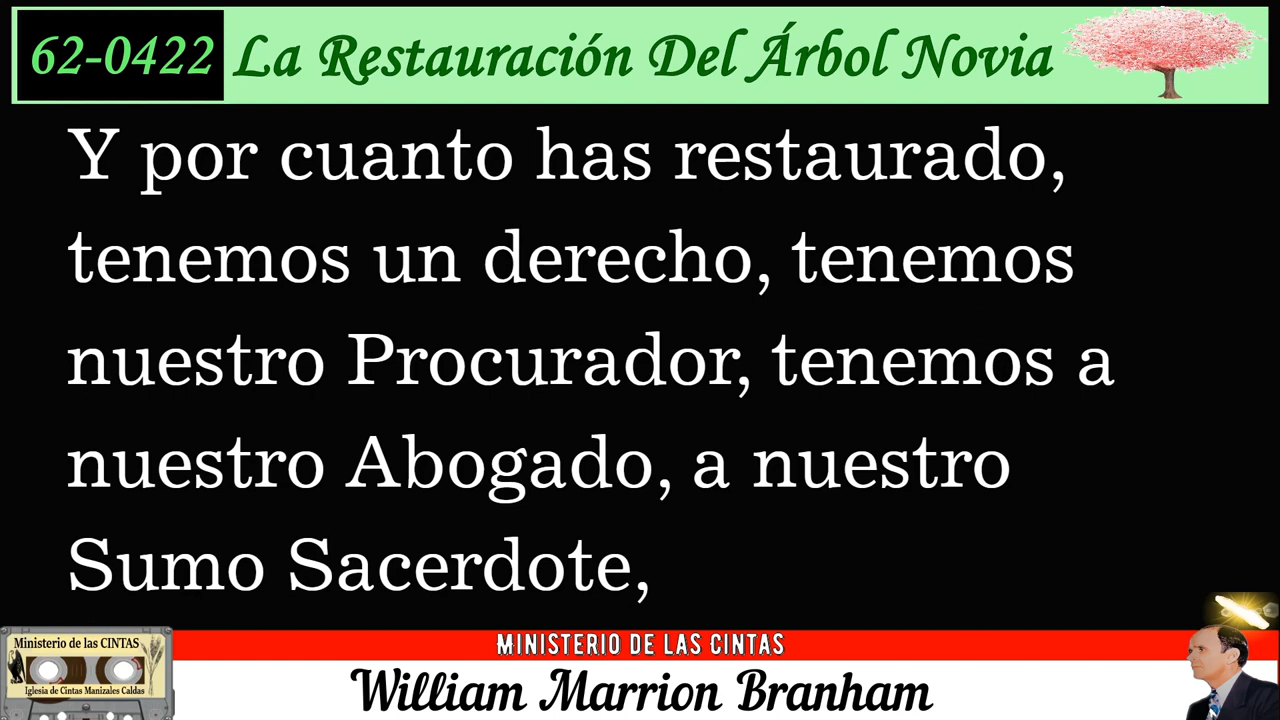 62-0422 La Restauración Del Árbol Novia
Y por cuanto has restaurado,
tenemos un derecho, tenemos
nuestro Procurador, tenemos a
nuestro Abogado, a nuestro
Sumo Sacerdote,
MINISTERIO DE LAS CINTAS
Ministerio de las CINTAS
Iglesia de Cintas Manizales Caldas
William Marrion Branham